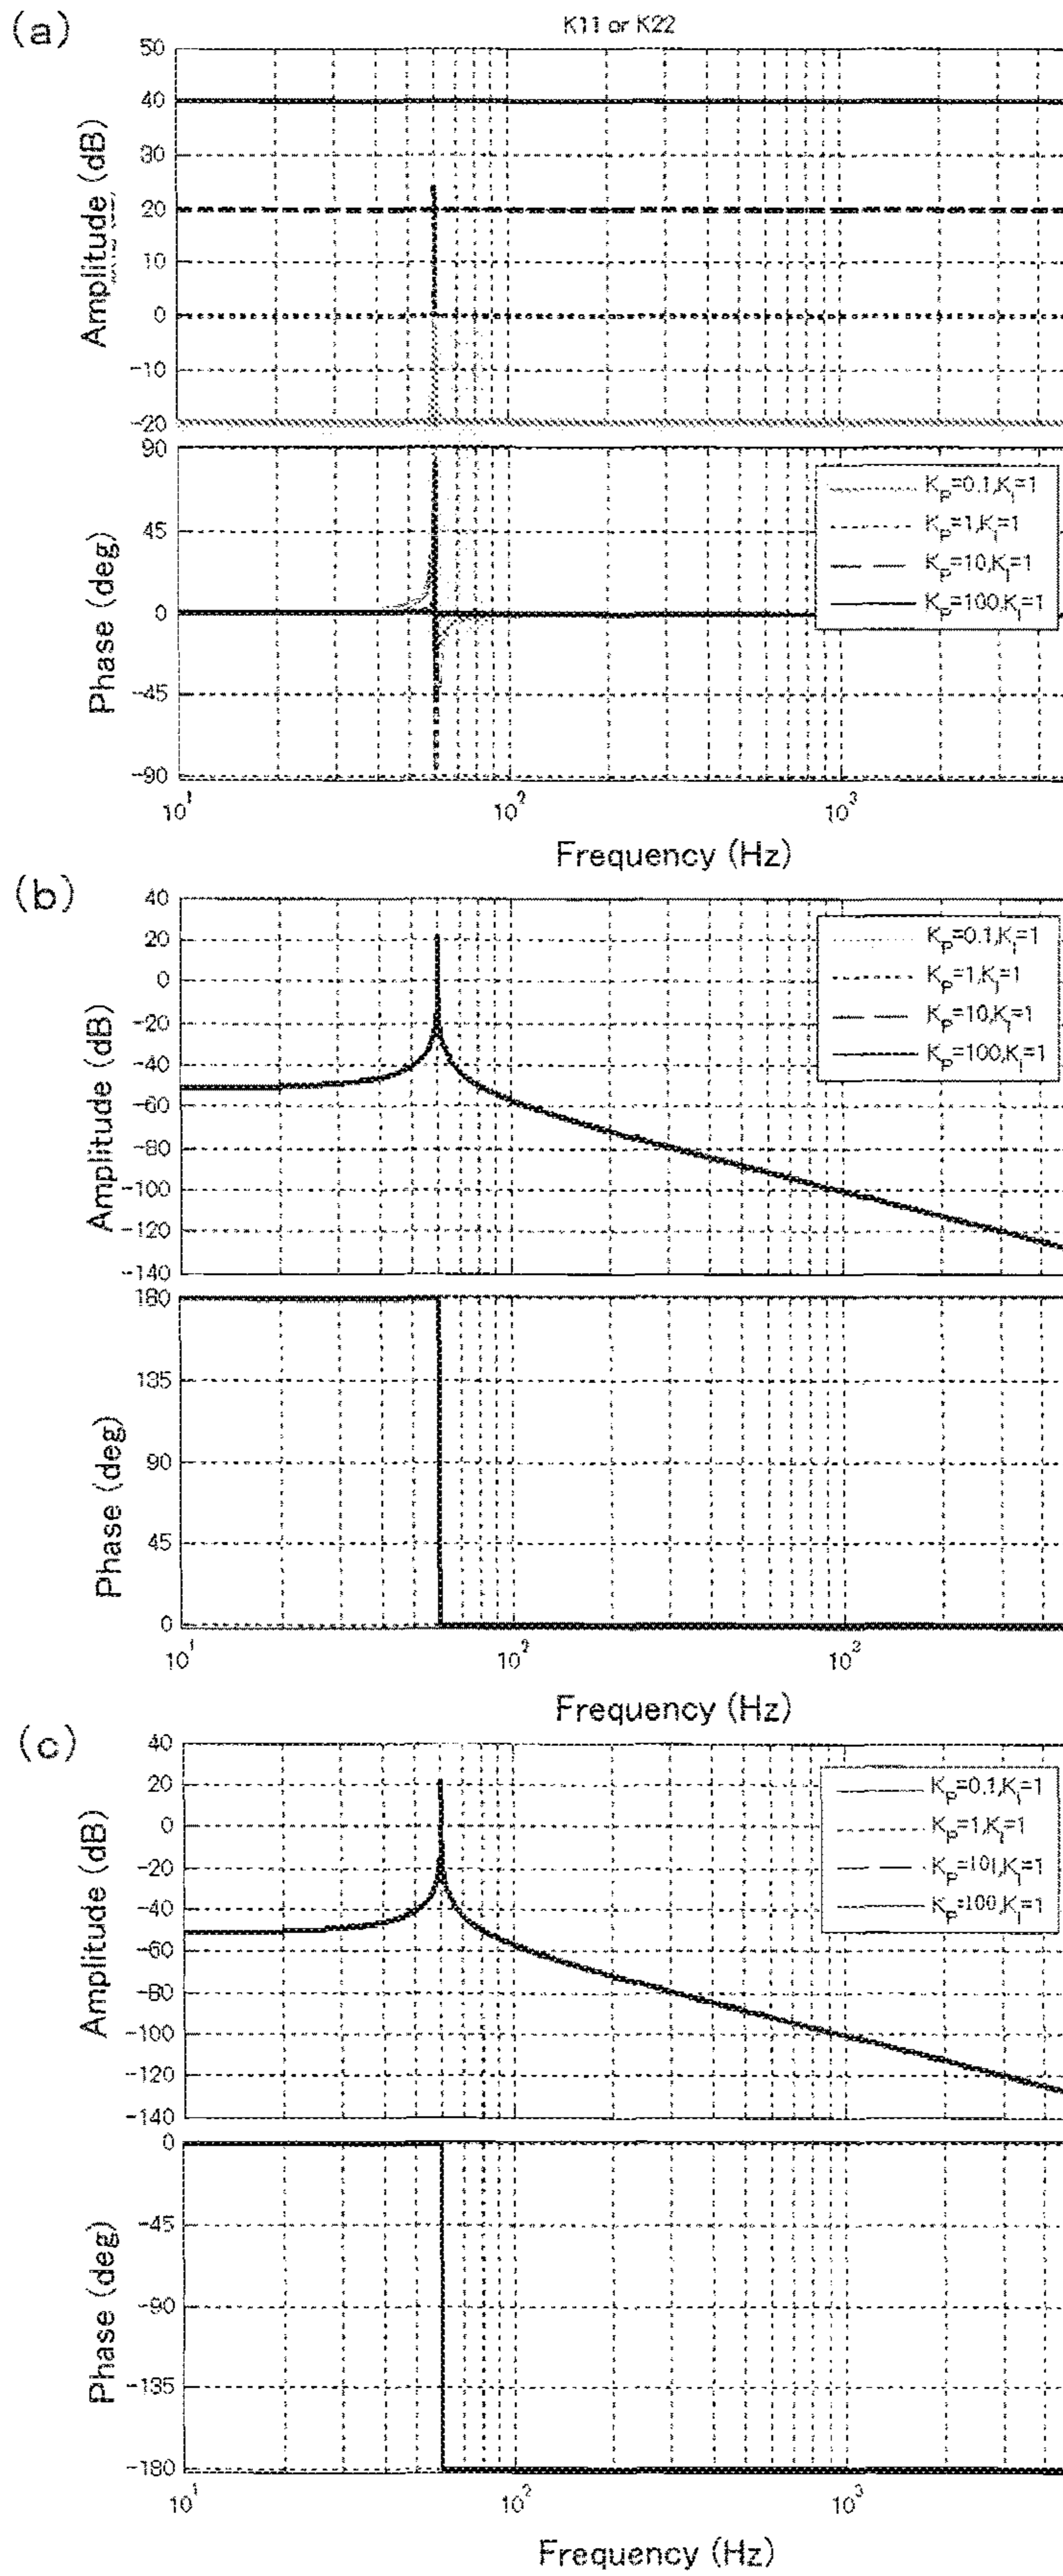 (a)
K11 or K22
50
40
30
20
10
0
-10
-20
Amplitude (dB)
90
45
0
-45
-90
Phase (deg)
Kp=0.1,Ki=1
Kp=1,Ki=1
Kp=10,Ki=1
Kp=100,Ki=1
10¹
10²
10³
Frequency (Hz)
(b)
40
20
0
-20
-40
-60
-80
-100
-120
-140
Amplitude (dB)
Kp=0.1,Ki=1
Kp=1,Ki=1
Kp=10,Ki=1
Kp=100,Ki=1
180
135
90
45
0
Phase (deg)
10¹
10²
10³
Frequency (Hz)
(c)
40
20
0
-20
-40
-60
-80
-100
-120
-140
Amplitude (dB)
Kp=0.1,Ki=1
Kp=1,Ki=1
Kp=10I,Ki=1
Kp=100,Ki=1
0
-45
-90
-135
-180
Phase (deg)
10¹
10²
10³
Frequency (Hz)